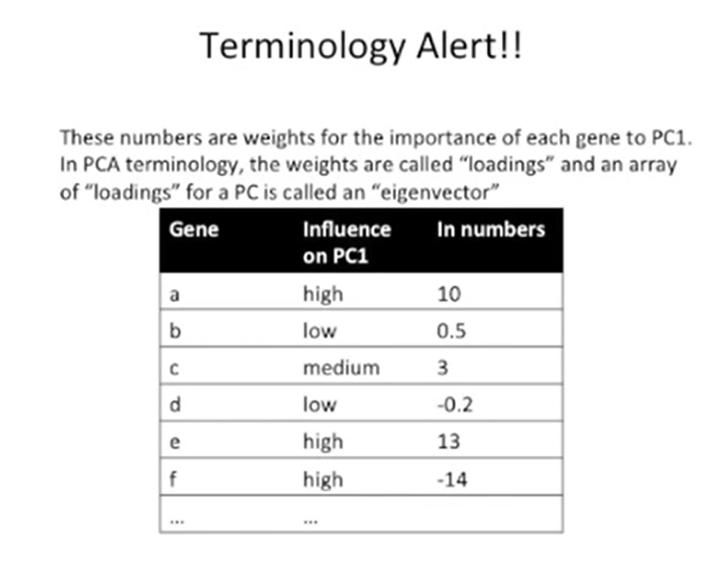 Terminology Alert!!
These numbers are weights for the importance of each gene to PC1.
In PCA terminology, the weights are called “loadings” and an array
of “loadings” for a PC is called an “eigenvector”
Gene Influence on PC1 In numbers
a high 10
b low 0.5
c medium 3
d low -0.2
e high 13
f high -14
... ...